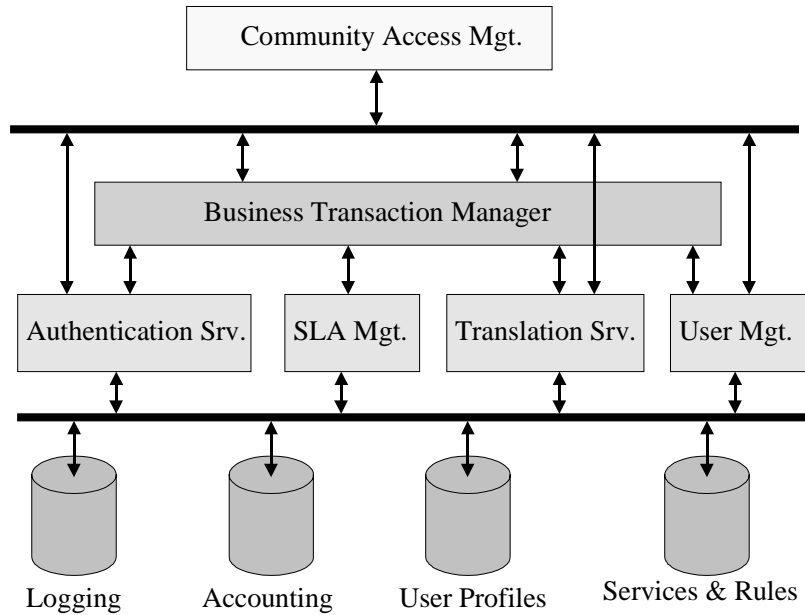 Community Access Mgt.
Business Transaction Manager
Authentication Srv.
SLA Mgt.
Translation Srv.
User Mgt.
Logging
Accounting
User Profiles
Services & Rules